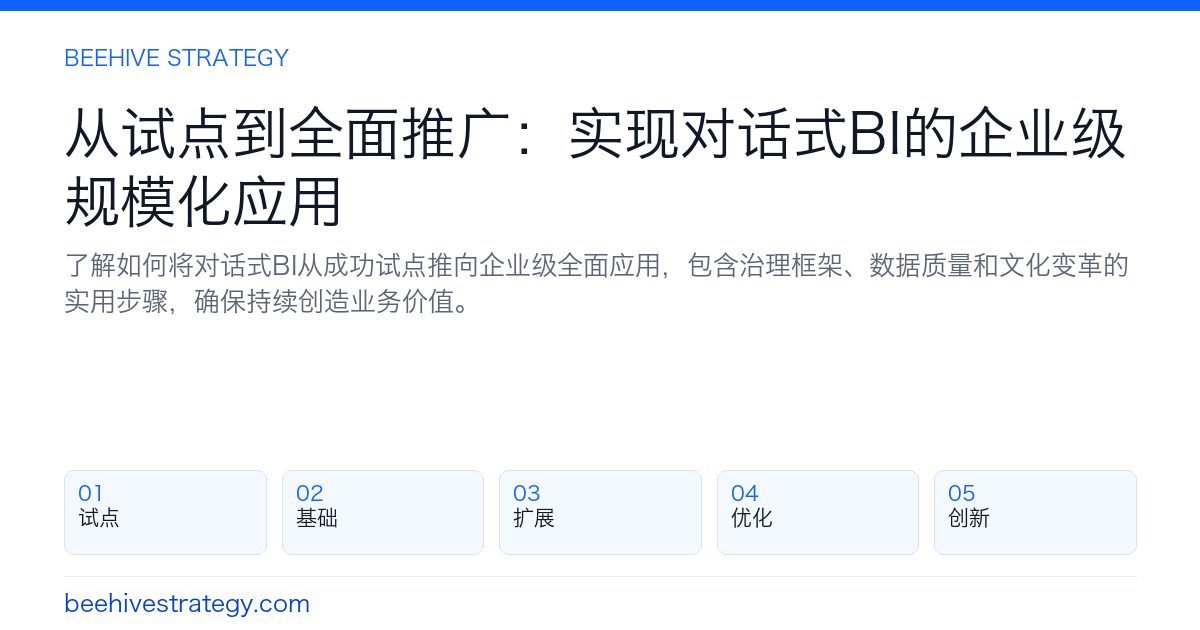 BEEHIVE STRATEGY
从试点到全面推广：实现对话式BI的企业级
规模化应用
了解如何将对话式BI从成功试点推向企业级全面应用，包含治理框架、数据质量和文化变革的
实用步骤，确保持续创造业务价值。
01
试点
02
基础
03
扩展
04
优化
05
创新
beehivestrategy.com